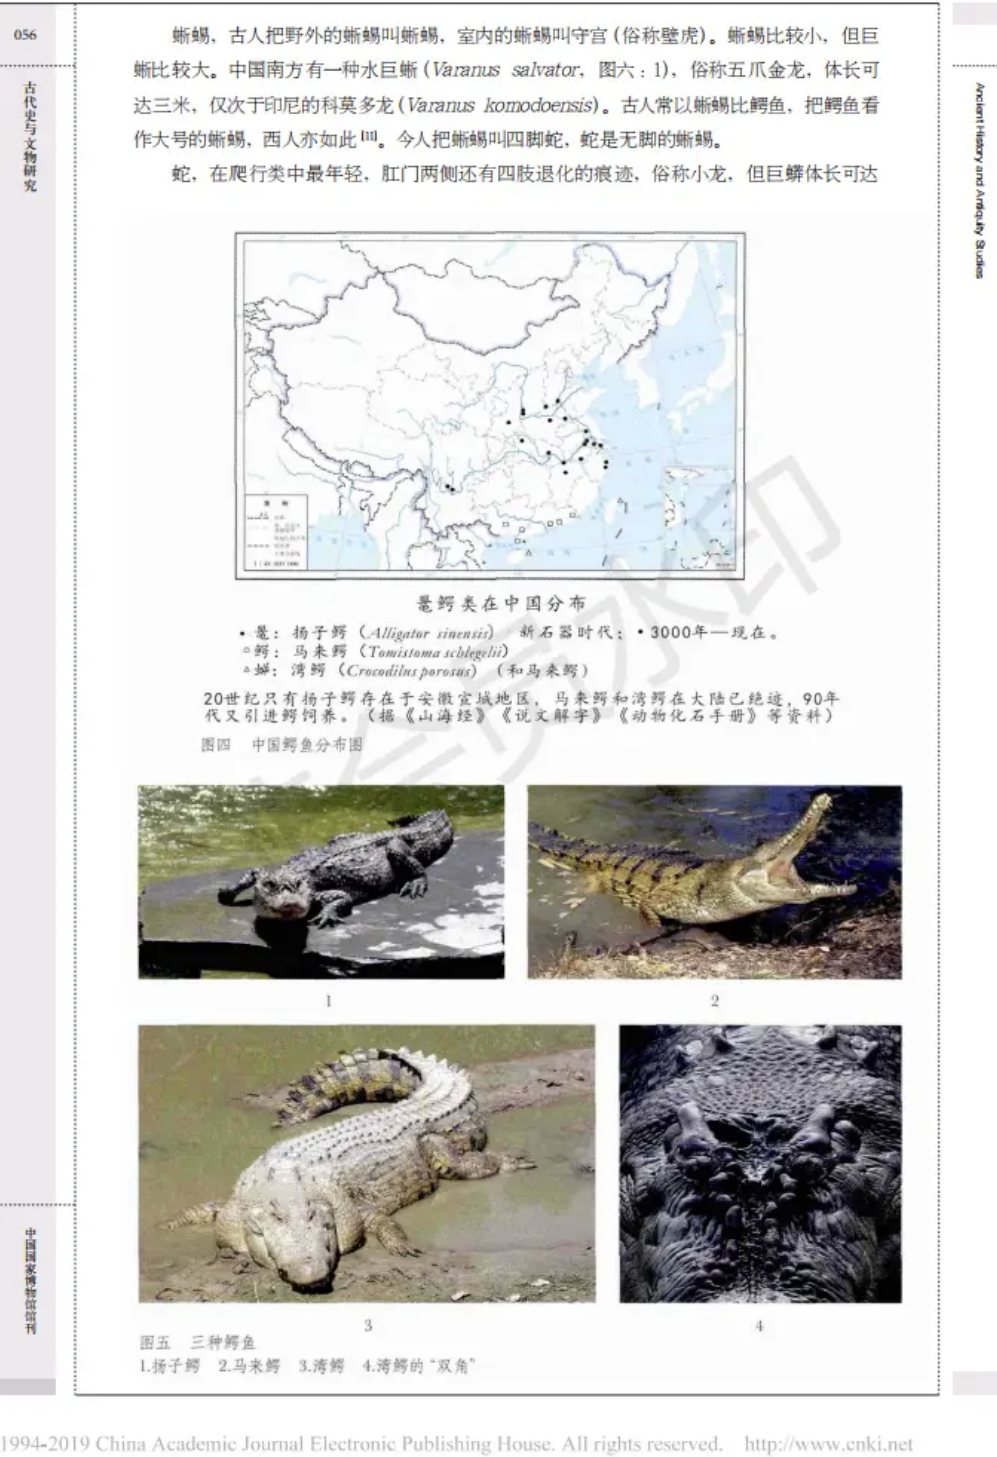 056
古代史与文物研究
Ancient History and Antiquity Studies
蜥蜴，古人把野外的蜥蜴叫蜥蜴，室内的蜥蜴叫守宫（俗称壁虎）。蜥蜴比较小，但巨
蜥比较大。中国南方有一种水巨蜥（Varanus salvator，图六：1），俗称五爪金龙，体长可
达三米，仅次于印尼的科莫多龙（Varanus komodoensis）。古人常以蜥蜴比鳄鱼，把鳄鱼看
作大号的蜥蜴，西人亦如此[11]。今人把蜥蜴叫四脚蛇，蛇是无脚的蜥蜴。
蛇，在爬行类中最年轻，肛门两侧还有四肢退化的痕迹，俗称小龙，但巨蟒体长可达
鼍鳄类在中国分布
•鼍：扬子鳄（Alligator sinensis） 新石器时代；•3000年—现在。
□鳄：马来鳄（Tomistoma schlegelii）
△蝉：湾鳄（Crocodilus porosus）（和马来鳄）
20世纪只有扬子鳄存在于安徽宣城地区，马来鳄和湾鳄在大陆已绝迹，90年
代又引进鳄饲养。（据《山海经》《说文解字》《动物化石手册》等资料）
图四 中国鳄鱼分布图
1
2
3
4
图五 三种鳄鱼
1.扬子鳄 2.马来鳄 3.湾鳄 4.湾鳄的“双角”
中国国家博物馆馆刊
1994-2019 China Academic Journal Electronic Publishing House. All rights reserved. http://www.cnki.net